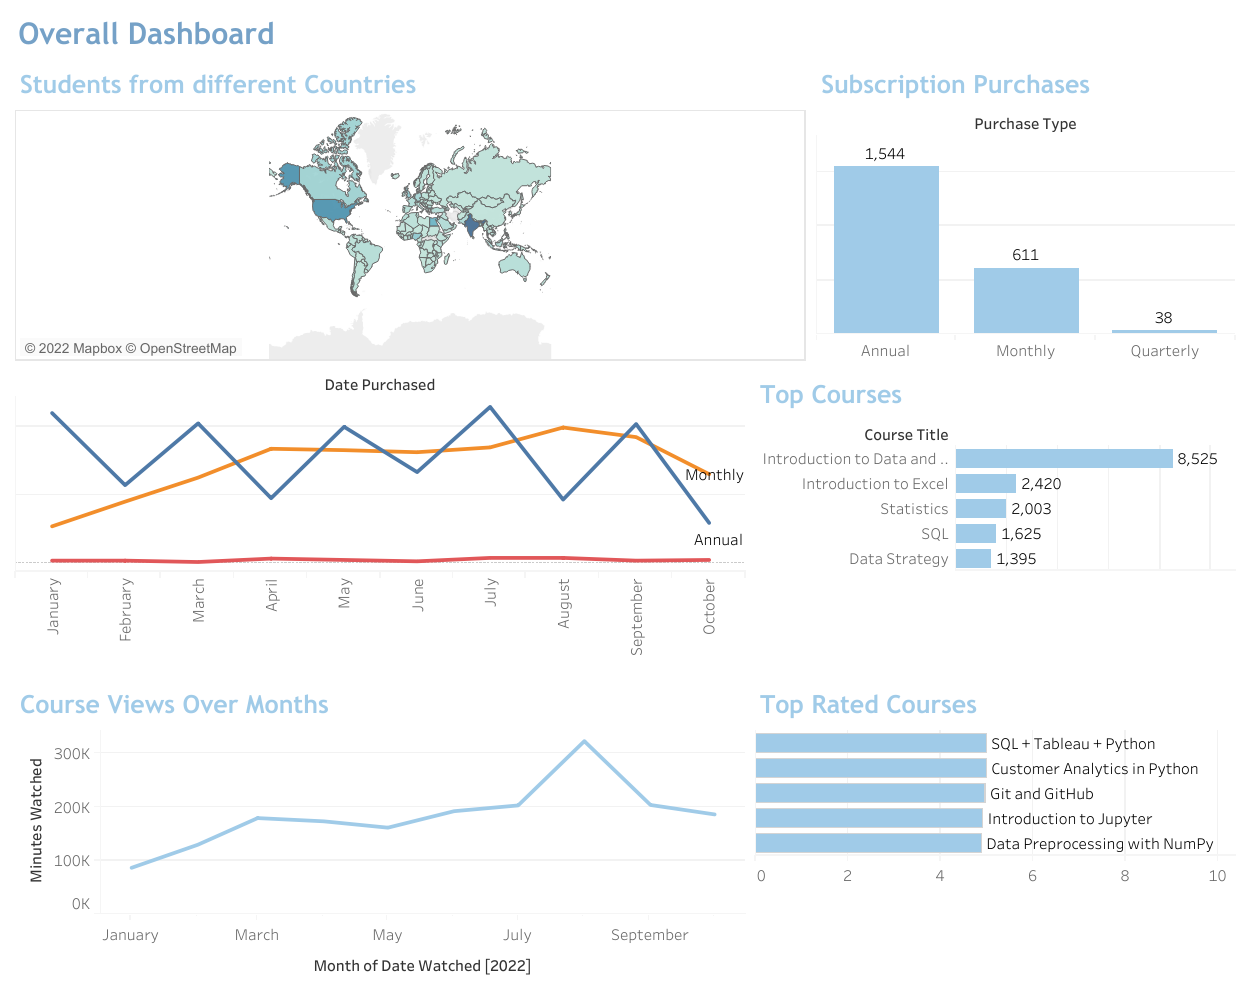 Overall Dashboard
Students from different Countries
Subscription Purchases
Purchase Type
1,544
611
38
Annual
Monthly
Quarterly
© 2022 Mapbox © OpenStreetMap
Date Purchased
Monthly
Annual
January
February
March
April
May
June
July
August
September
October
Top Courses
Course Title
Introduction to Data and ..
8,525
Introduction to Excel
2,420
Statistics
2,003
SQL
1,625
Data Strategy
1,395
Course Views Over Months
Minutes Watched
300K
200K
100K
0K
January
March
May
July
September
Month of Date Watched [2022]
Top Rated Courses
SQL + Tableau + Python
Customer Analytics in Python
Git and GitHub
Introduction to Jupyter
Data Preprocessing with NumPy
0
2
4
6
8
10